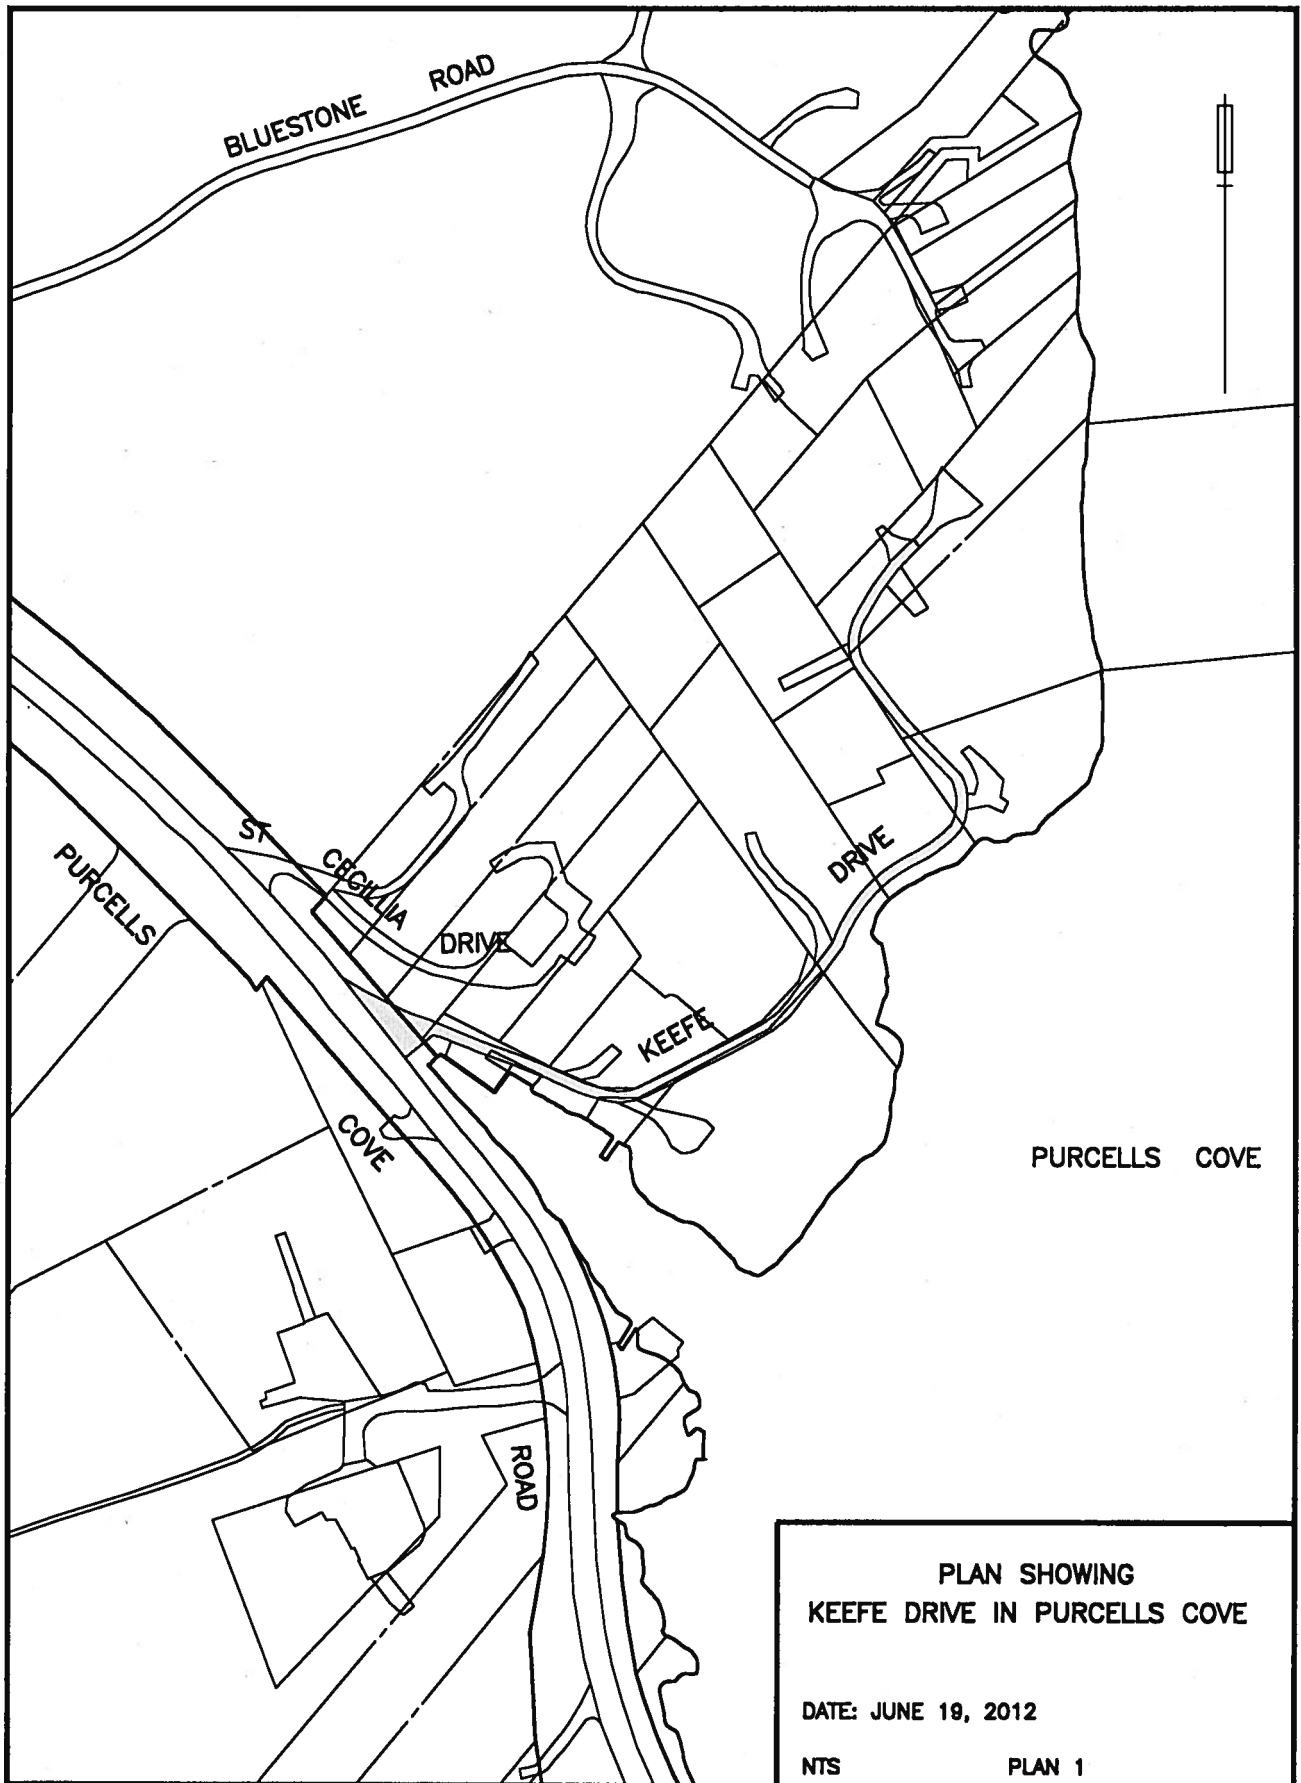 BLUESTONE ROAD
ST CECILLIA DRIVE
PURCELLS COVE ROAD
KEEFE DRIVE
PURCELLS COVE
PLAN SHOWING
KEEFE DRIVE IN PURCELLS COVE
DATE: JUNE 19, 2012
NTS PLAN 1